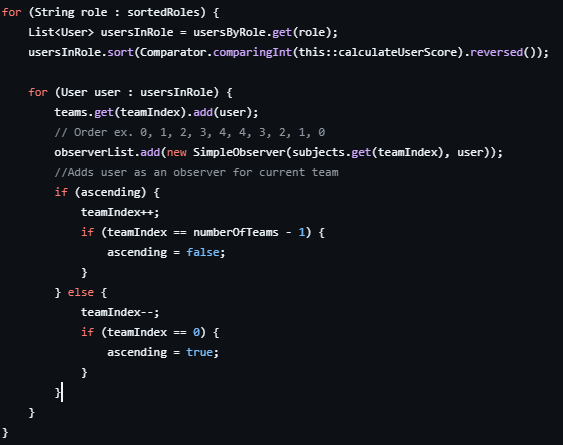 for (String role : sortedRoles) {
    List<User> usersInRole = usersByRole.get(role);
    usersInRole.sort(Comparator.comparingInt(this::calculateUserScore).reversed());

    for (User user : usersInRole) {
        teams.get(teamIndex).add(user);
        // Order ex. 0, 1, 2, 3, 4, 4, 3, 2, 1, 0
        observerList.add(new SimpleObserver(subjects.get(teamIndex), user));
        //Adds user as an observer for current team
        if (ascending) {
            teamIndex++;
            if (teamIndex == numberOfTeams - 1) {
                ascending = false;
            }
        } else {
            teamIndex--;
            if (teamIndex == 0) {
                ascending = true;
            }
        }
    }
}